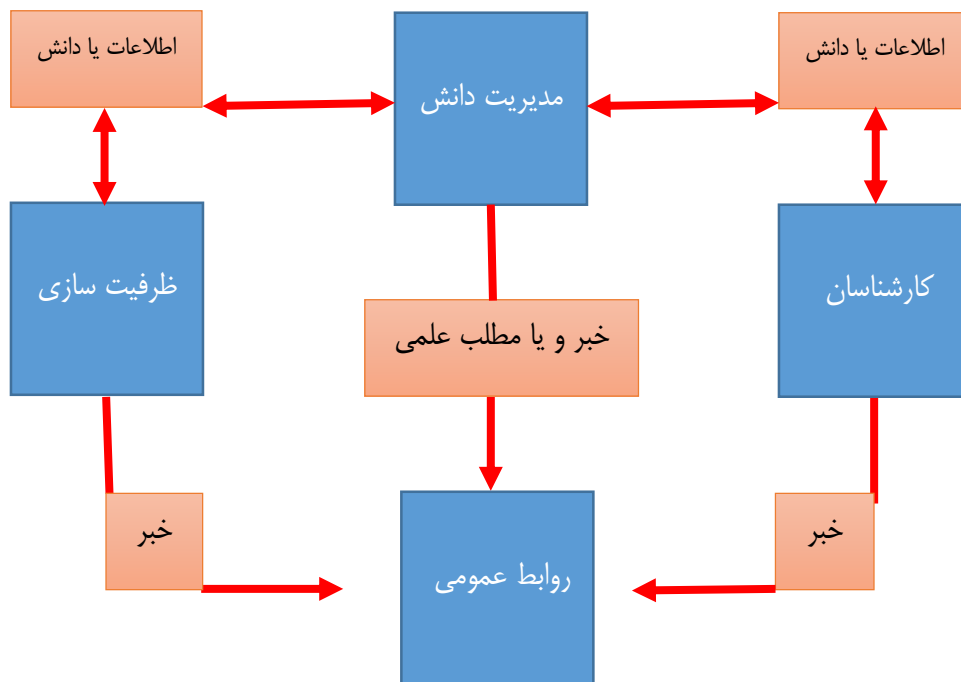 اطلاعات یا دانش
مدیریت دانش
اطلاعات یا دانش
کارشناسان
ظرفیت سازی
خبر و یا مطلب علمی
خبر
خبر
روابط عمومی